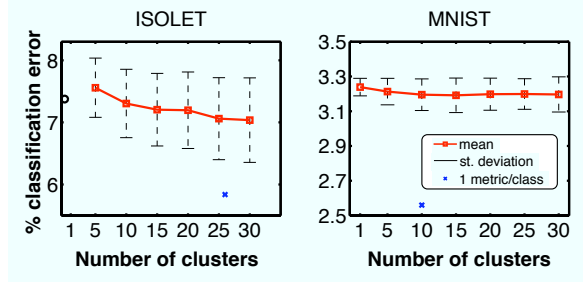 ISOLET
% classification error
8
7
6
1 5 10 15 20 25 30
Number of clusters
MNIST
3.5
3.3
3.1
2.9
2.7
2.5
mean
st. deviation
1 metric/class
1 5 10 15 20 25 30
Number of clusters